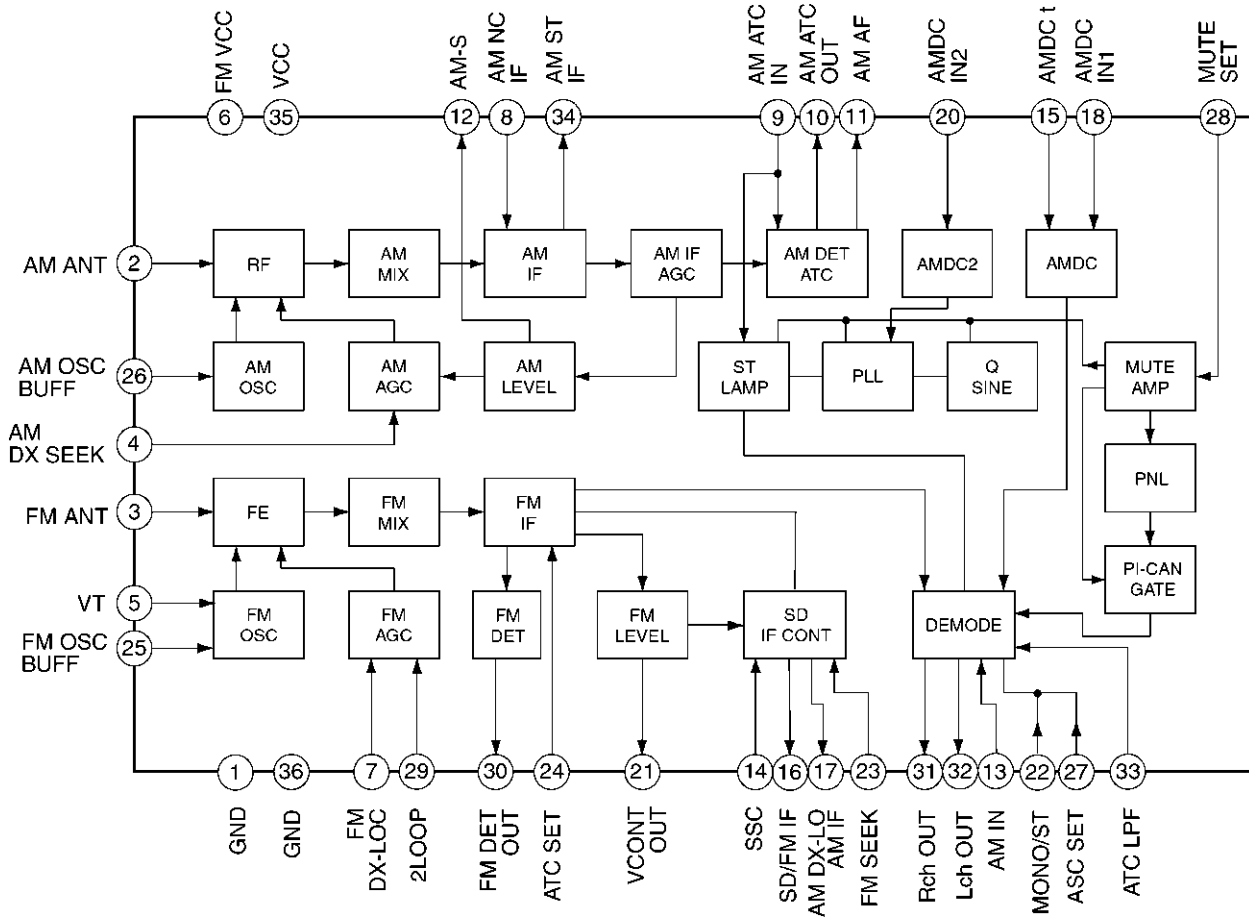 FM VCC
VCC
AM-S
AM NC
IF
AM ST
IF
AM ATC
IN
AM ATC
OUT
AM AF
AMDC
IN2
AMDC t
AMDC
IN1
MUTE
SET
6
35
12
8
34
9
10
11
20
15
18
28
AM ANT
2
RF
AM
MIX
AM
IF
AM IF
AGC
AM DET
ATC
AMDC2
AMDC
AM OSC
BUFF
26
AM
OSC
AM
AGC
AM
LEVEL
ST
LAMP
PLL
Q
SINE
MUTE
AMP
AM
DX SEEK
4
PNL
FM ANT
3
FE
FM
MIX
FM
IF
PI-CAN
GATE
VT
5
FM OSC
BUFF
25
FM
OSC
FM
AGC
FM
DET
FM
LEVEL
SD
IF CONT
DEMODE
1
36
7
29
30
24
21
14
16
17
23
31
32
13
22
27
33
GND
GND
FM
DX-LOC
2LOOP
FM DET
OUT
ATC SET
VCONT
OUT
SSC
SD/FM IF
AM DX-LO
AM IF
FM SEEK
Rch OUT
Lch OUT
AM IN
MONO/ST
ASC SET
ATC LPF